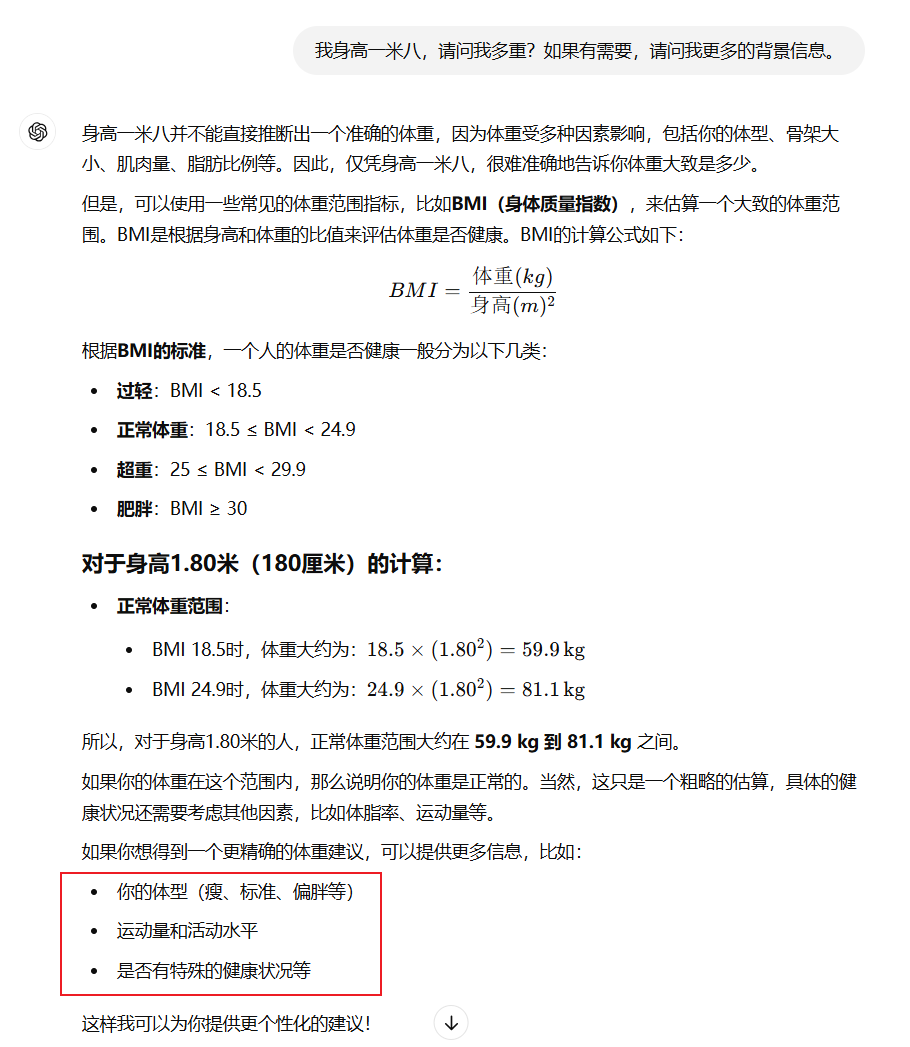 我身高一米八，请问我多重？如果有需要，请问我更多的背景信息。
身高一米八并不能直接推断出一个准确的体重，因为体重受多种因素影响，包括你的体型、骨架大
小、肌肉量、脂肪比例等。因此，仅凭身高一米八，很难准确地告诉你体重大致是多少。
但是，可以使用一些常见的体重范围指标，比如BMI（身体质量指数），来估算一个大致的体重范
围。BMI是根据身高和体重的比值来评估体重是否健康。BMI的计算公式如下：
BMI = 体重(kg) / 身高(m)²
根据BMI的标准，一个人的体重是否健康一般分为以下几类：
• 过轻：BMI < 18.5
• 正常体重：18.5 ≤ BMI < 24.9
• 超重：25 ≤ BMI < 29.9
• 肥胖：BMI ≥ 30
对于身高1.80米（180厘米）的计算：
• 正常体重范围：
• BMI 18.5时，体重大约为：18.5 × (1.80²) = 59.9 kg
• BMI 24.9时，体重大约为：24.9 × (1.80²) = 81.1 kg
所以，对于身高1.80米的人，正常体重范围大约在 59.9 kg 到 81.1 kg 之间。
如果你的体重在这个范围内，那么说明你的体重是正常的。当然，这只是一个粗略的估算，具体的健
康状况还需要考虑其他因素，比如体脂率、运动量等。
如果你想得到一个更精确的体重建议，可以提供更多信息，比如：
• 你的体型（瘦、标准、偏胖等）
• 运动量和活动水平
• 是否有特殊的健康状况等
这样我可以为你提供更个性化的建议！